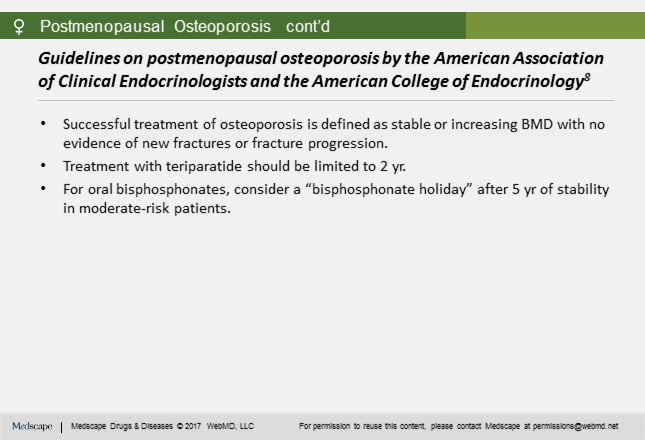 ♀ Postmenopausal Osteoporosis cont’d
Guidelines on postmenopausal osteoporosis by the American Association
of Clinical Endocrinologists and the American College of Endocrinology⁸
• Successful treatment of osteoporosis is defined as stable or increasing BMD with no
evidence of new fractures or fracture progression.
• Treatment with teriparatide should be limited to 2 yr.
• For oral bisphosphonates, consider a “bisphosphonate holiday” after 5 yr of stability
in moderate-risk patients.
Medscape | Medscape Drugs & Diseases © 2017 WebMD, LLC For permission to reuse this content, please contact Medscape at permissions@webmd.net